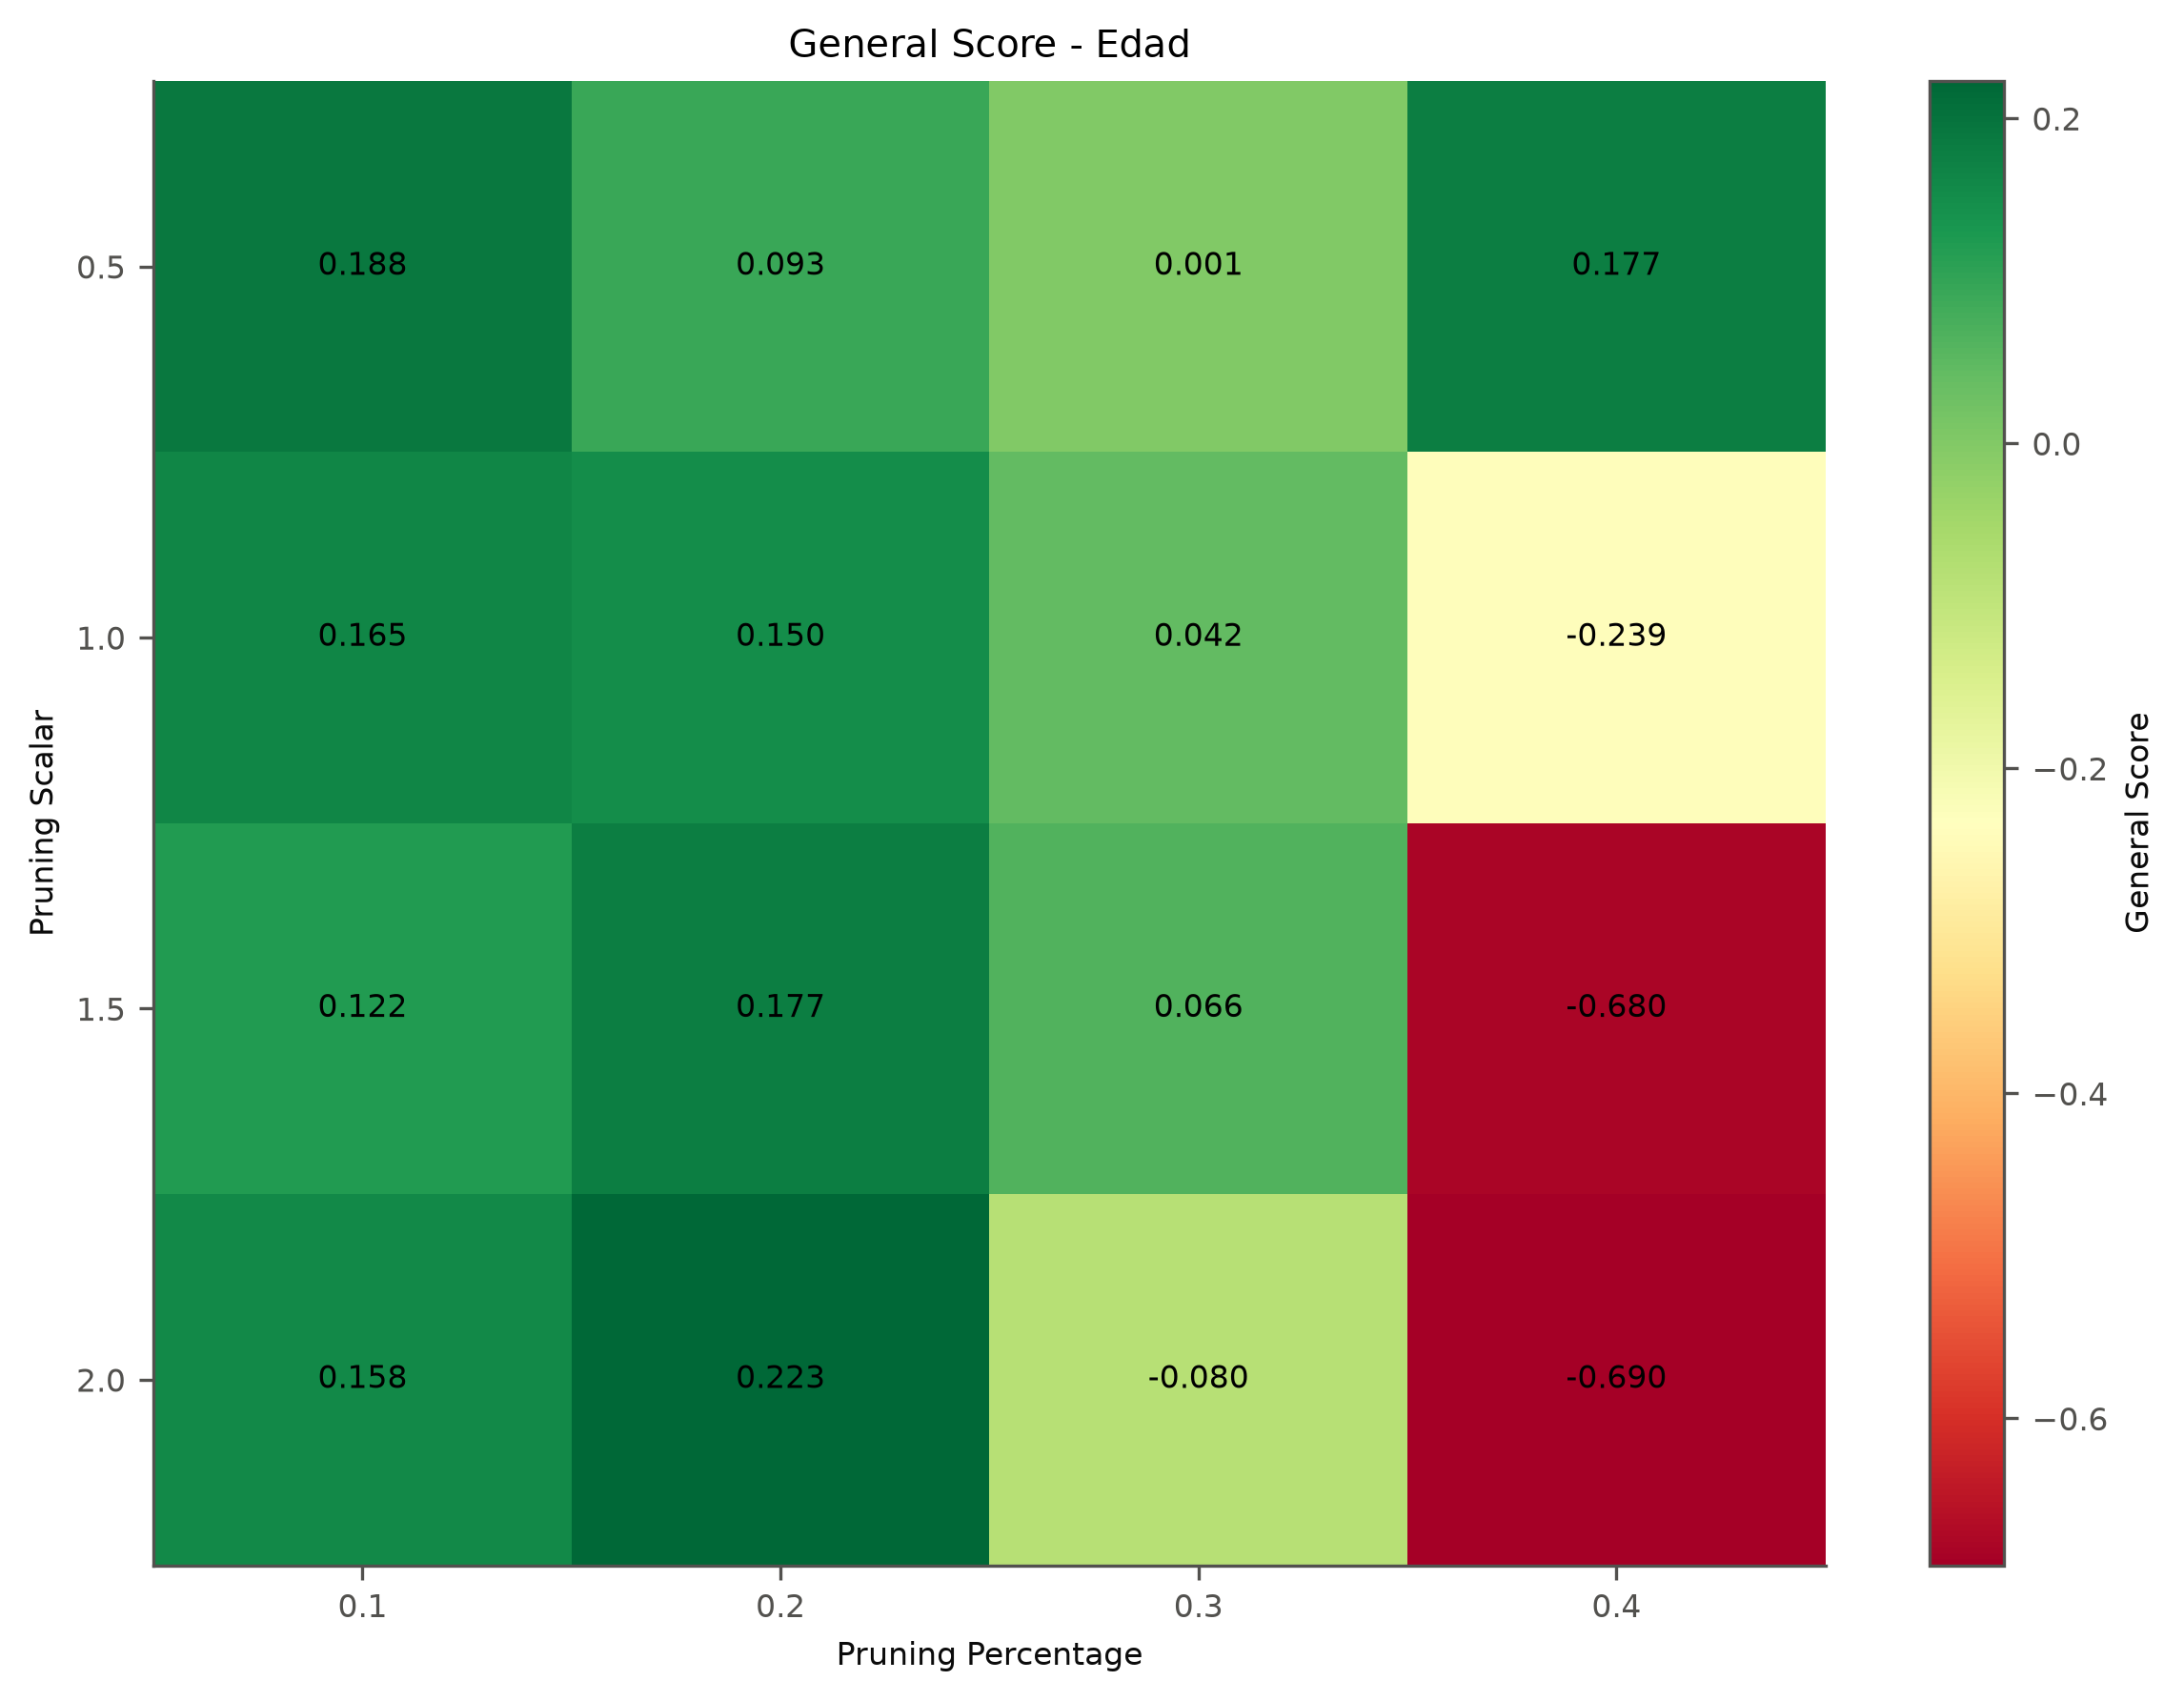 General Score - Edad
0.5 0.188 0.093 0.001 0.177
1.0 0.165 0.150 0.042 -0.239
1.5 0.122 0.177 0.066 -0.680
2.0 0.158 0.223 -0.080 -0.690
0.1 0.2 0.3 0.4
Pruning Percentage
Pruning Scalar
0.2
0.0
−0.2
−0.4
−0.6
General Score